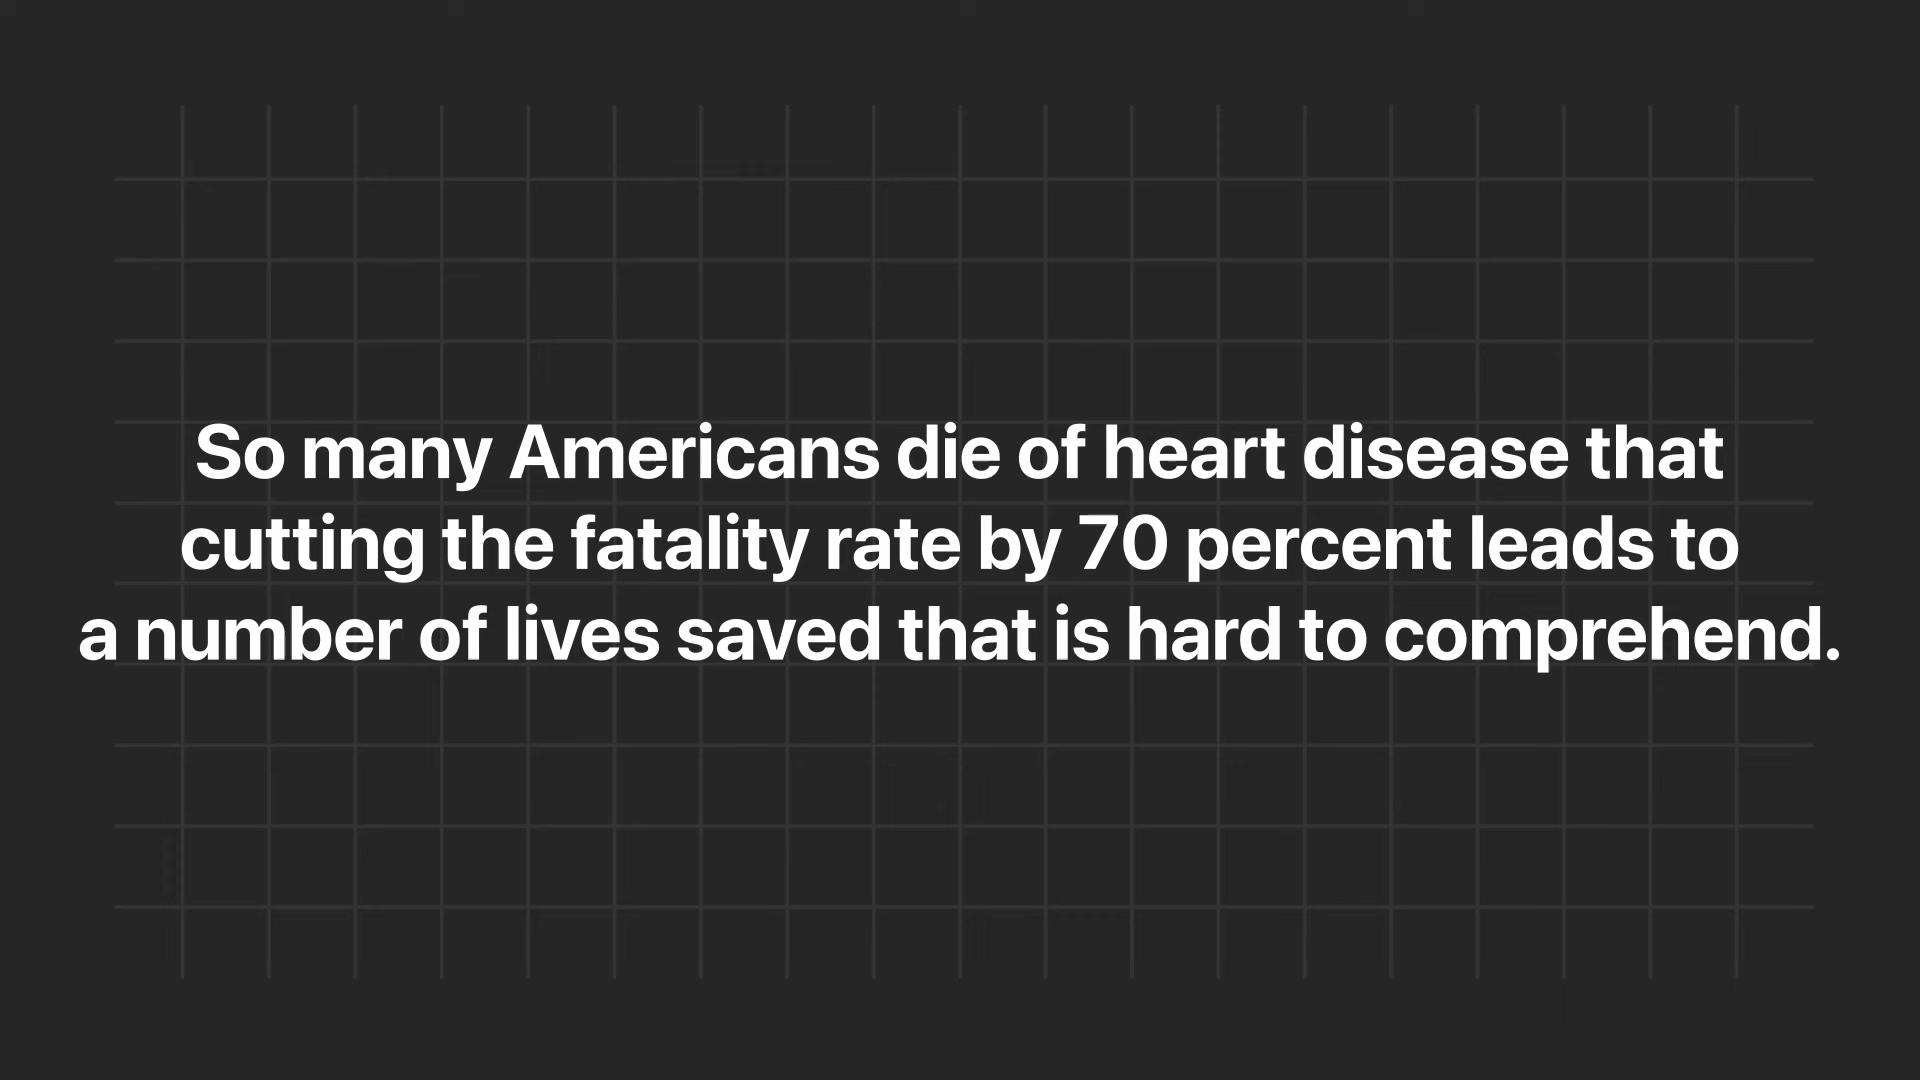 So many Americans die of heart disease that
cutting the fatality rate by 70 percent leads to
a number of lives saved that is hard to comprehend.